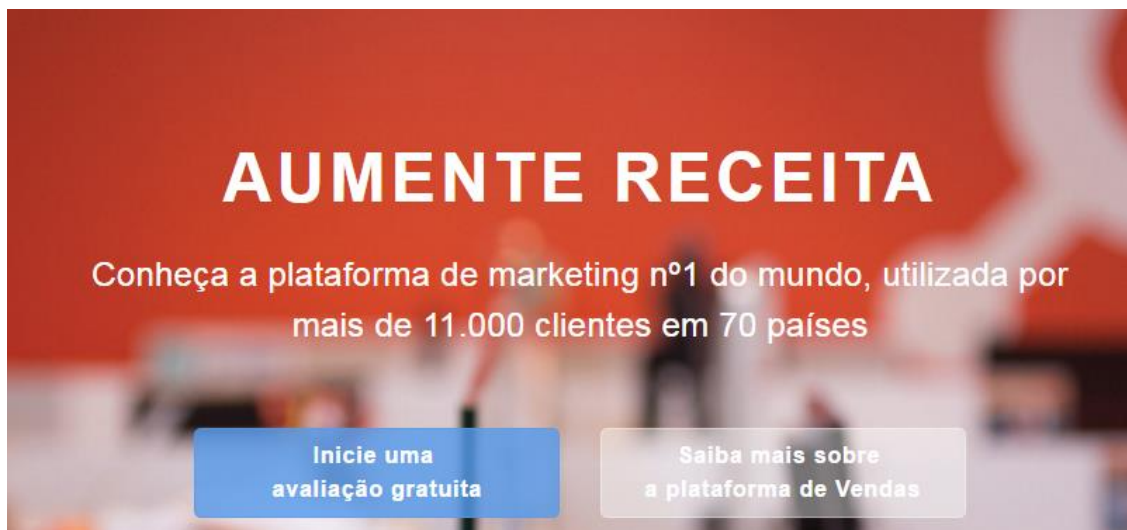 AUMENTE RECEITA
Conheça a plataforma de marketing nº1 do mundo, utilizada por
mais de 11.000 clientes em 70 países
Inicie uma
avaliação gratuita
Saiba mais sobre
a plataforma de Vendas